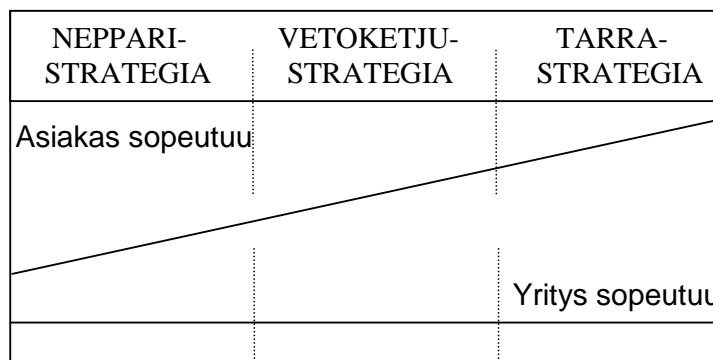 NEPPARI-
STRATEGIA
VETOKETJU-
STRATEGIA
TARRA-
STRATEGIA
Asiakas sopeutuu
Yritys sopeutuu